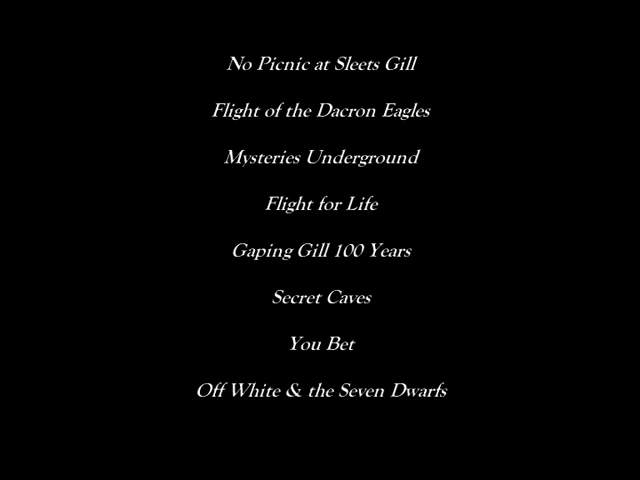 No Picnic at Sleets Gill
Flight of the Dacron Eagles
Mysteries Underground
Flight for Life
Gaping Gill 100 Years
Secret Caves
You Bet
Off White & the Seven Dwarfs